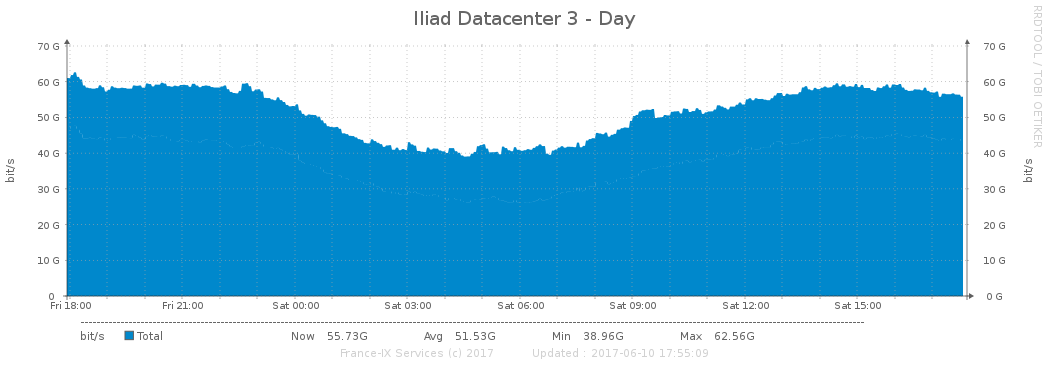 Iliad Datacenter 3 - Day
RRDTOOL / TOBI OETIKER
70 G 70 G
60 G 60 G
50 G 50 G
40 G 40 G
30 G 30 G
20 G 20 G
10 G 10 G
0 0 G
bit/s bit/s
Fri 18:00 Fri 21:00 Sat 00:00 Sat 03:00 Sat 06:00 Sat 09:00 Sat 12:00 Sat 15:00
bit/s Total Now 55.73G Avg 51.53G Min 38.96G Max 62.56G
France-IX Services (c) 2017 Updated : 2017-06-10 17:55:09